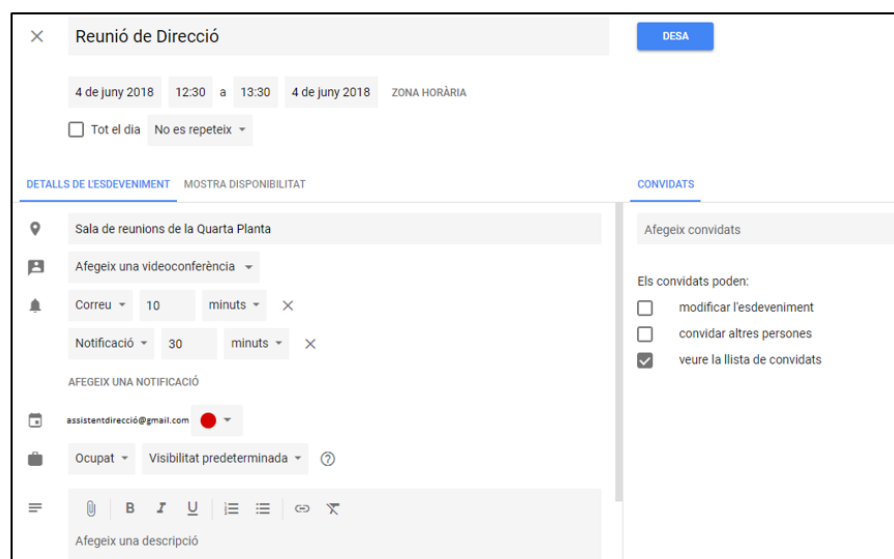 Reunió de Direcció
DESA
4 de juny 2018 12:30 a 13:30 4 de juny 2018 ZONA HORÀRIA
Tot el dia No es repeteix
DETALLS DE L'ESDEVENIMENT MOSTRA DISPONIBILITAT
CONVIDATS
Sala de reunions de la Quarta Planta
Afegeix convidats
Afegeix una videoconferència
Els convidats poden:
Correu 10 minuts
modificar l'esdeveniment
convidar altres persones
Notificació 30 minuts
veure la llista de convidats
AFEGEIX UNA NOTIFICACIÓ
assistentdirecció@gmail.com
Ocupat Visibilitat predeterminada
B I U
Afegeix una descripció